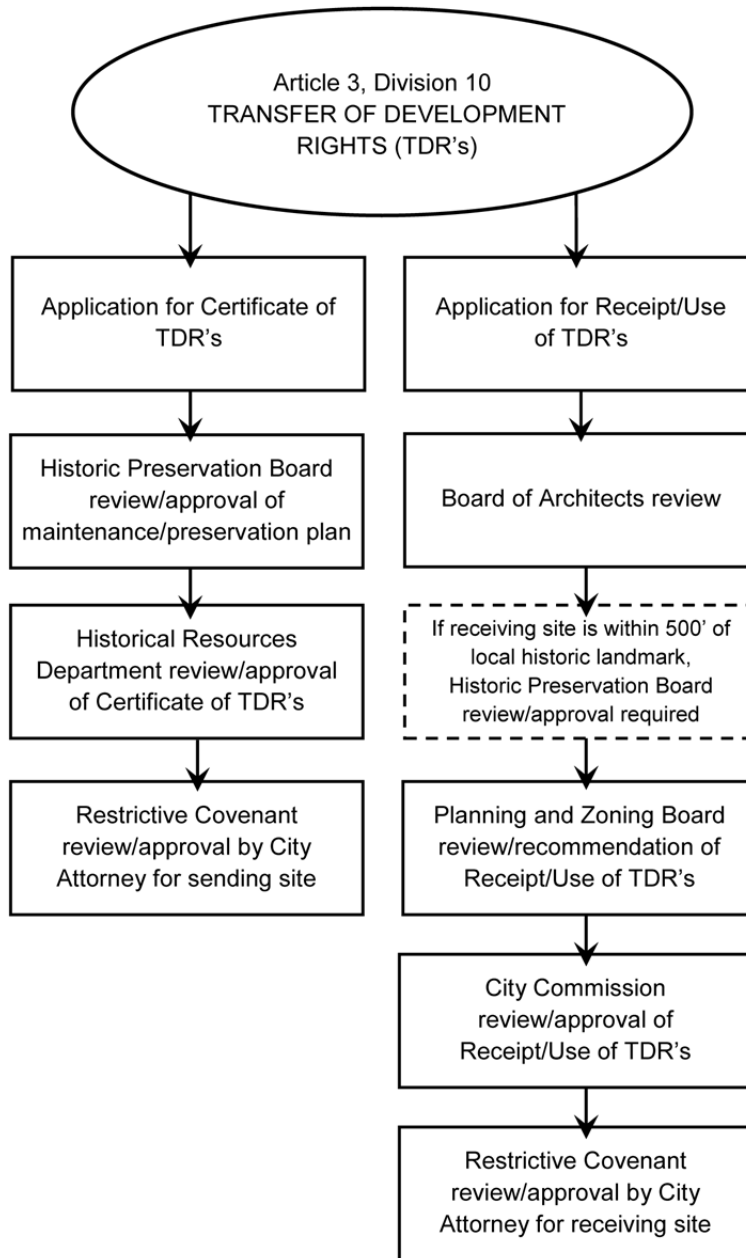 Article 3, Division 10
TRANSFER OF DEVELOPMENT
RIGHTS (TDR's)
Application for Certificate of
TDR's
Historic Preservation Board
review/approval of
maintenance/preservation plan
Historical Resources
Department review/approval
of Certificate of TDR's
Restrictive Covenant
review/approval by City
Attorney for sending site
Application for Receipt/Use
of TDR's
Board of Architects review
If receiving site is within 500' of
local historic landmark,
Historic Preservation Board
review/approval required
Planning and Zoning Board
review/recommendation of
Receipt/Use of TDR's
City Commission
review/approval of
Receipt/Use of TDR's
Restrictive Covenant
review/approval by City
Attorney for receiving site